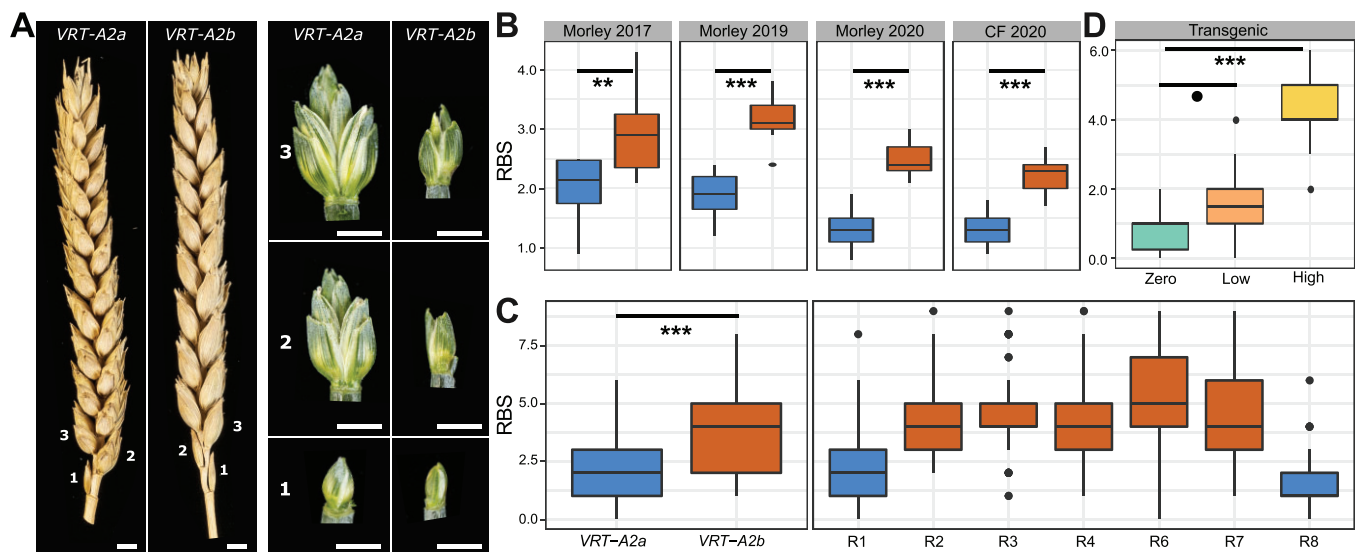 A
VRT-A2a
VRT-A2b
3
2
1
3
2
1
VRT-A2a
VRT-A2b
3
2
1
B
Morley 2017
Morley 2019
Morley 2020
CF 2020
RBS
4.0
3.0
2.0
1.0
**
***
***
***
D
Transgenic
6.0
4.0
2.0
0.0
***
Zero
Low
High
C
RBS
7.5
5.0
2.5
0.0
***
VRT-A2a
VRT-A2b
R1
R2
R3
R4
R6
R7
R8